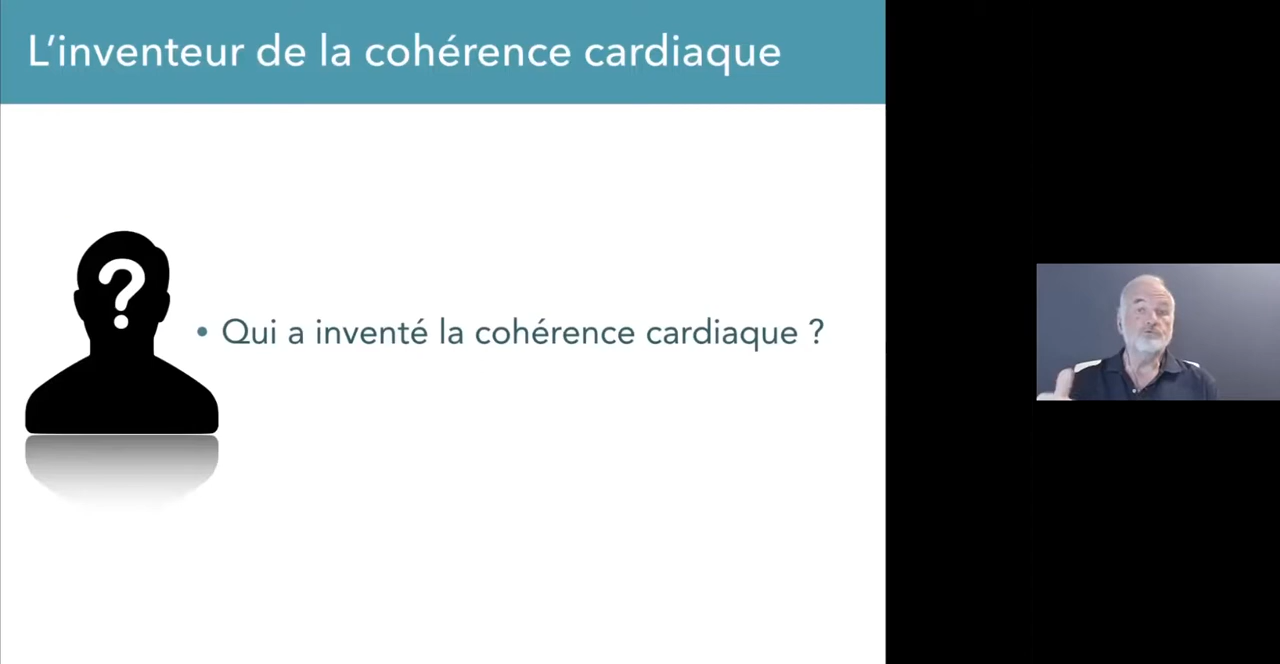 L'inventeur de la cohérence cardiaque
?
• Qui a inventé la cohérence cardiaque ?